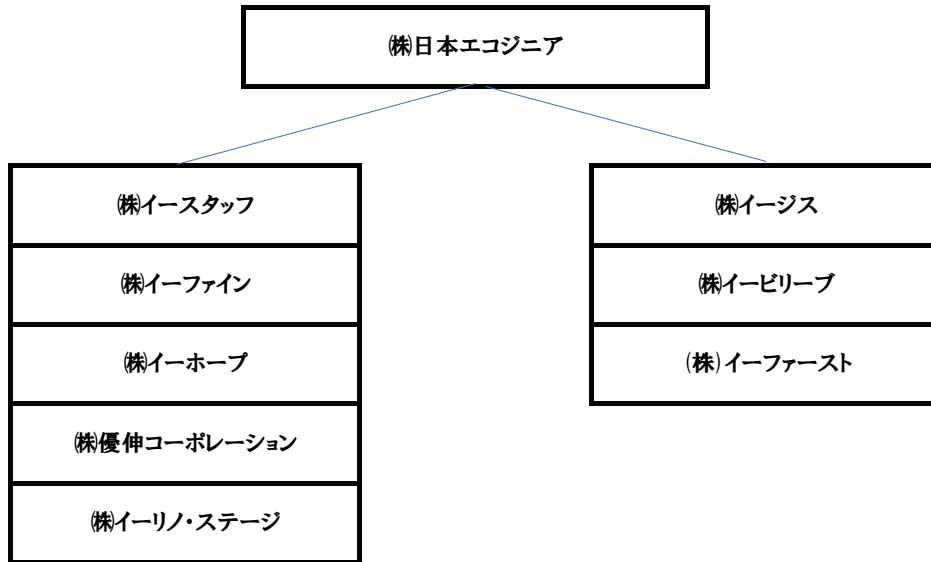 ㈱日本エコジニア
㈱イースタッフ
㈱イーファイン
㈱イーホープ
㈱優伸コーポレーション
㈱イーリノ・ステージ
㈱イージス
㈱イービリーブ
(株)イーファースト